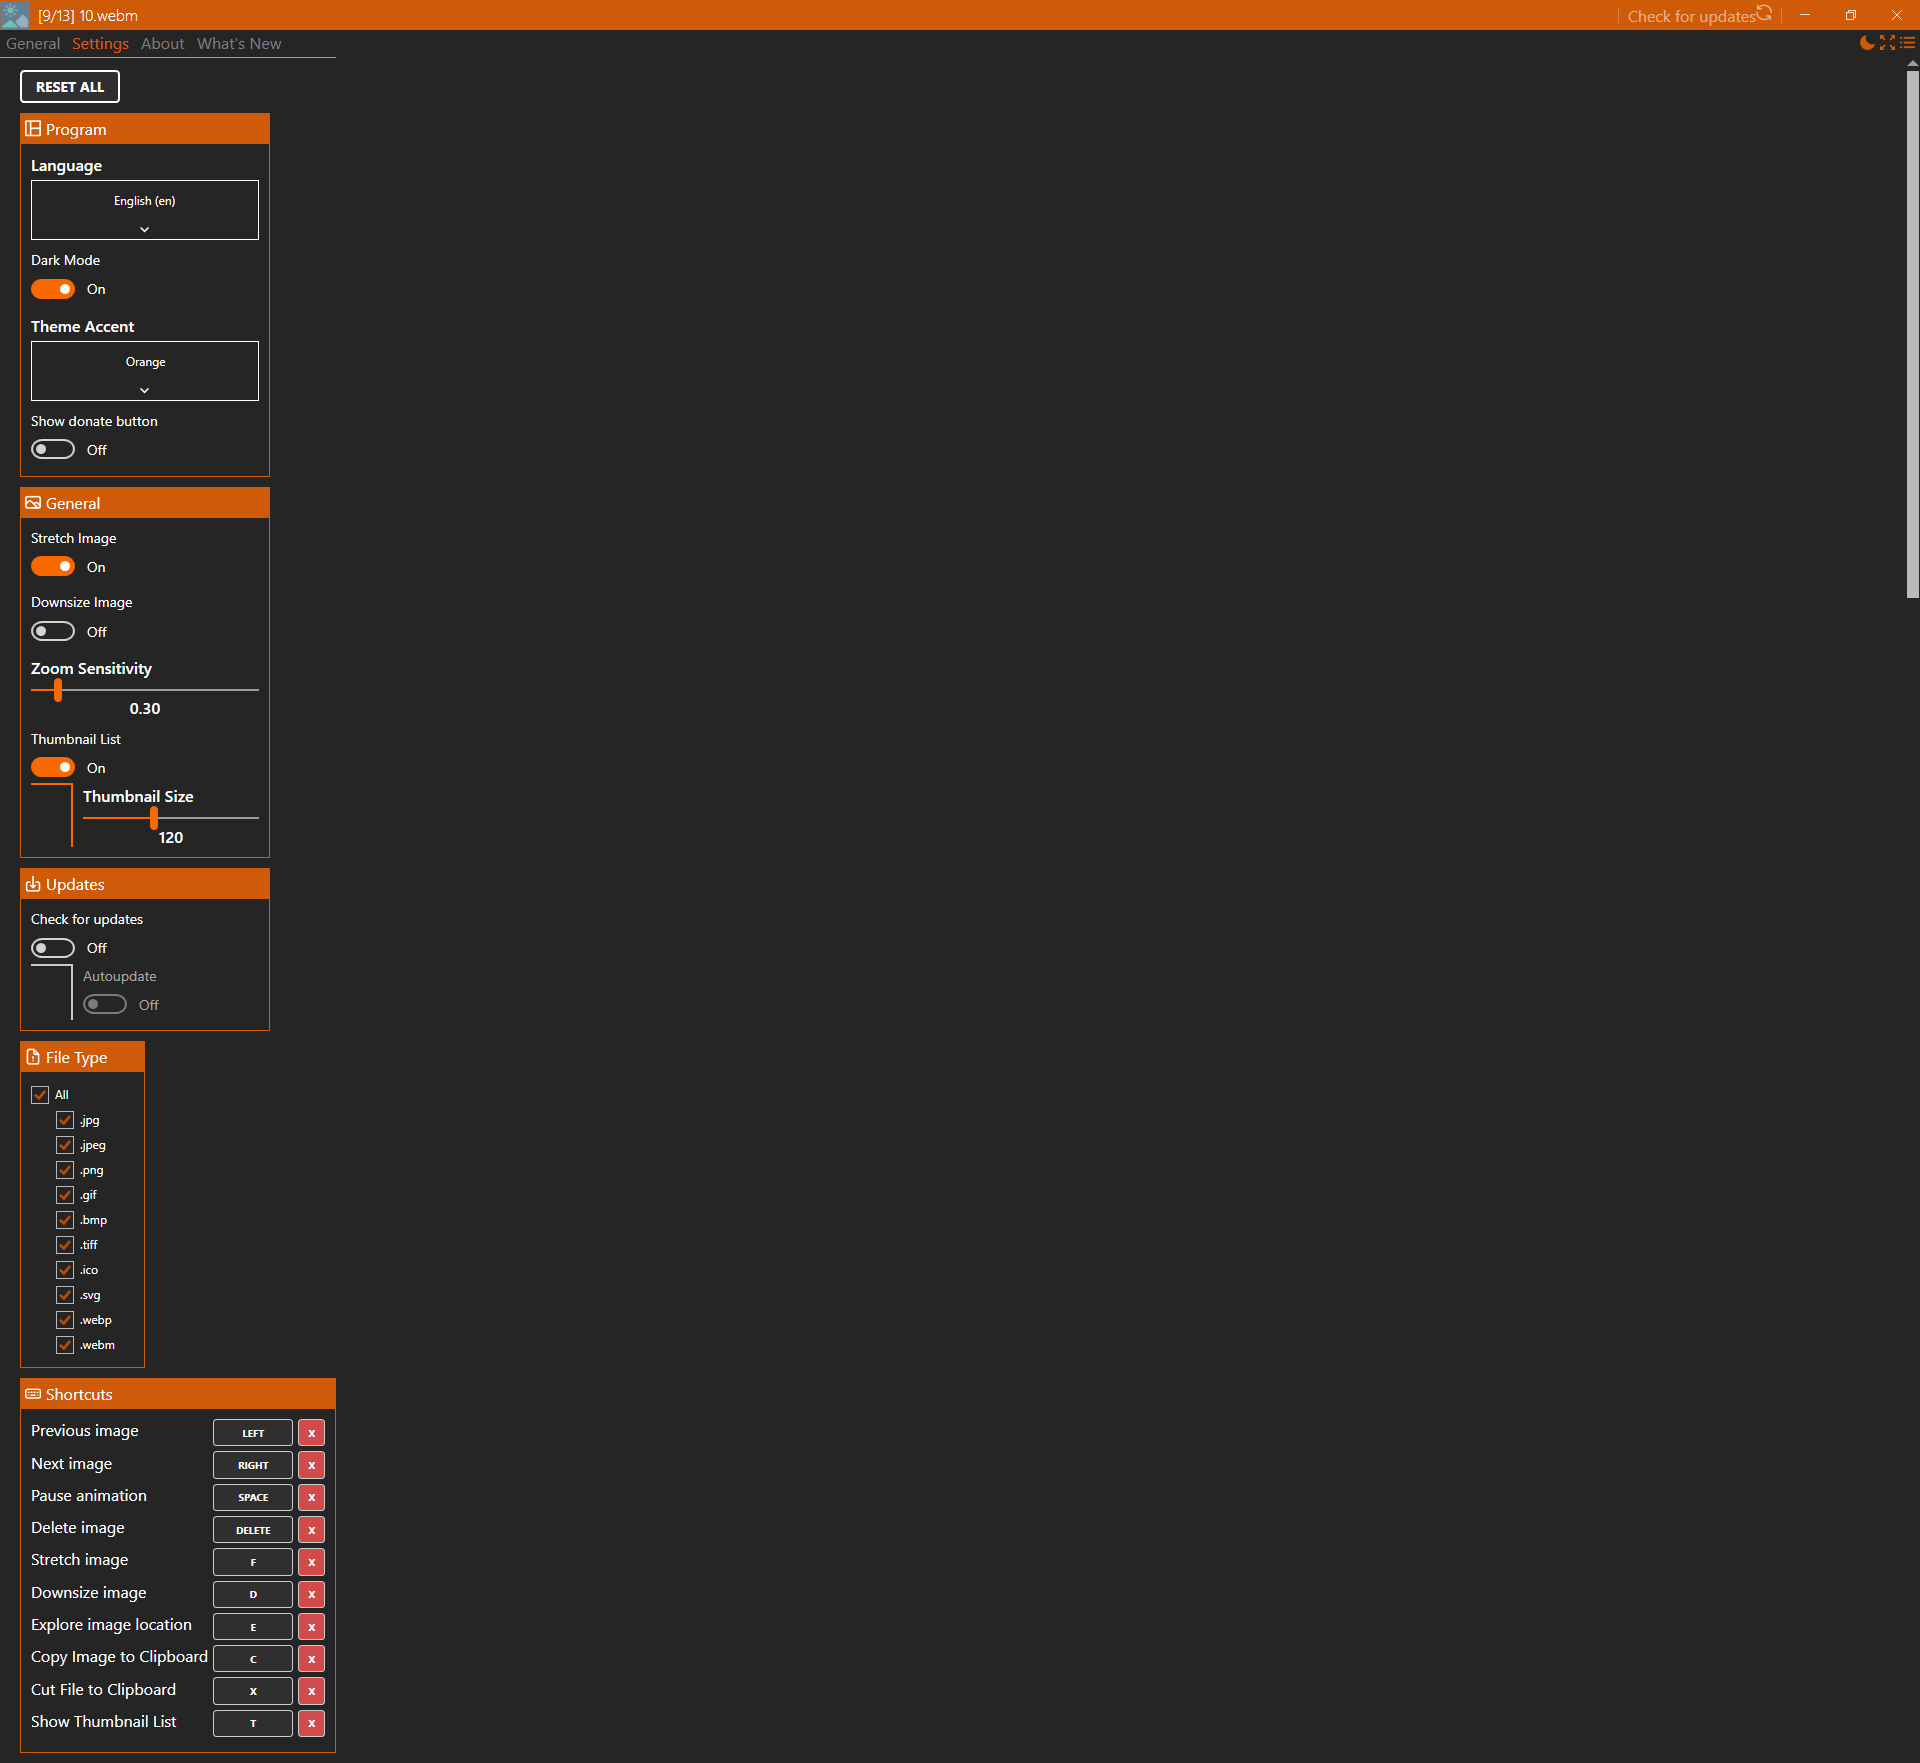 [9/13] 10.webm
Check for updates
General Settings About What's New
RESET ALL
Program
Language
English (en)
Dark Mode
On
Theme Accent
Orange
Show donate button
Off
General
Stretch Image
On
Downsize Image
Off
Zoom Sensitivity
0.30
Thumbnail List
On
Thumbnail Size
120
Updates
Check for updates
Off
Autoupdate
Off
File Type
All
.jpg
.jpeg
.png
.gif
.bmp
.tiff
.ico
.svg
.webp
.webm
Shortcuts
Previous image LEFT x
Next image RIGHT x
Pause animation SPACE x
Delete image DELETE x
Stretch image F x
Downsize image D x
Explore image location E x
Copy Image to Clipboard C x
Cut File to Clipboard X x
Show Thumbnail List T x